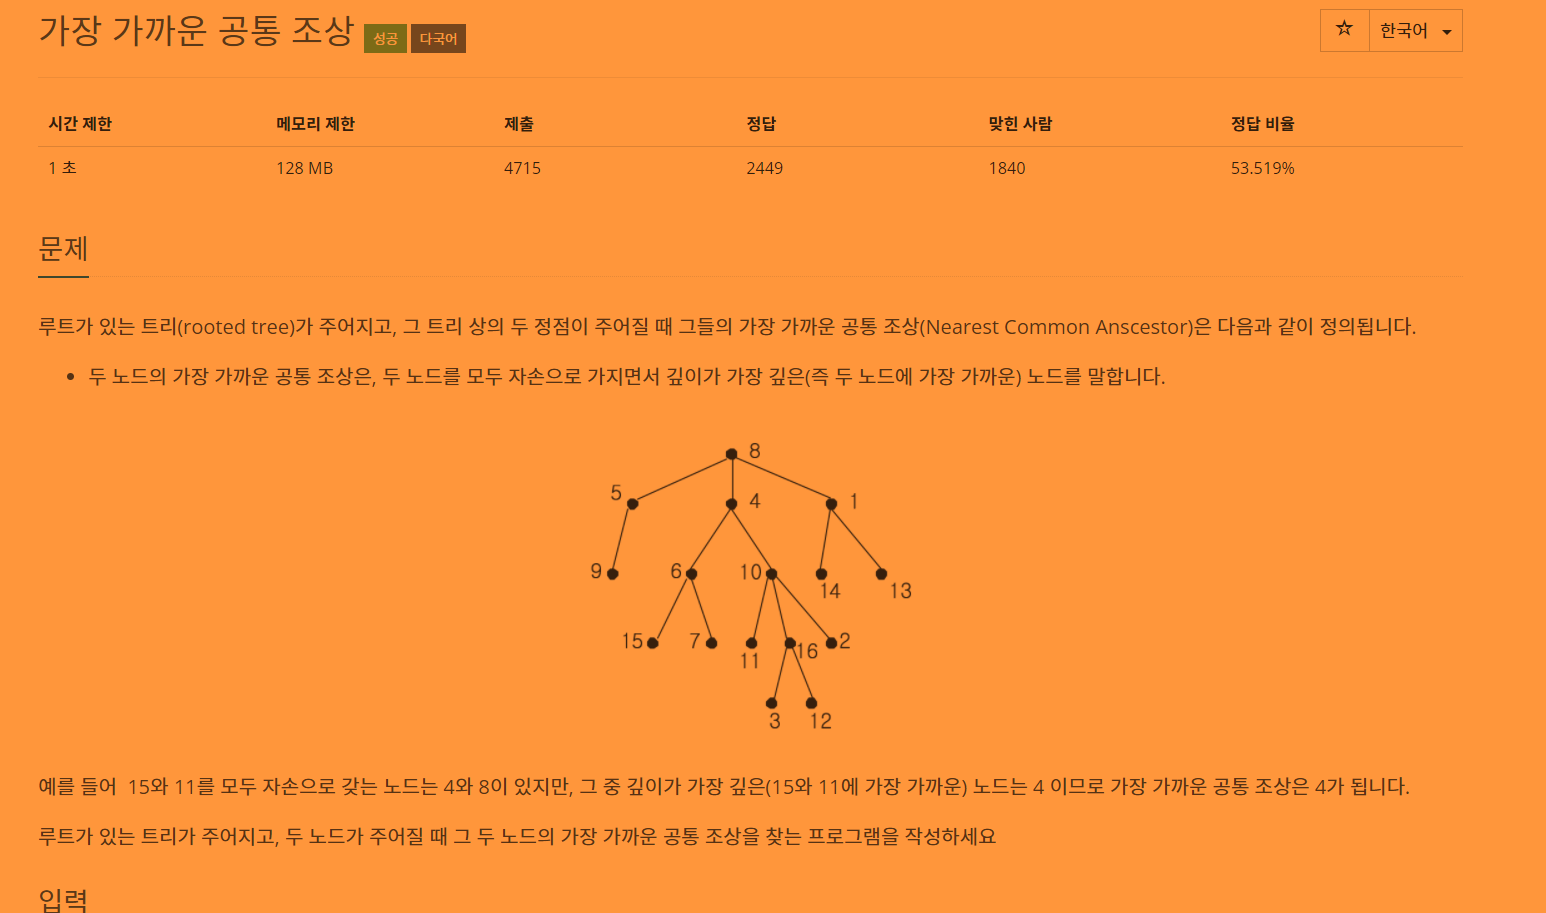 가장 가까운 공통 조상 성공 다국어
☆ 한국어
시간 제한 메모리 제한 제출 정답 맞힌 사람 정답 비율
1 초 128 MB 4715 2449 1840 53.519%
문제
루트가 있는 트리(rooted tree)가 주어지고, 그 트리 상의 두 정점이 주어질 때 그들의 가장 가까운 공통 조상(Nearest Common Anscestor)은 다음과 같이 정의됩니다.
• 두 노드의 가장 가까운 공통 조상은, 두 노드를 모두 자손으로 가지면서 깊이가 가장 깊은(즉 두 노드에 가장 가까운) 노드를 말합니다.
8
5 4 1
9 6 10 14 13
15 7 11 16 2
3 12
예를 들어 15와 11를 모두 자손으로 갖는 노드는 4와 8이 있지만, 그 중 깊이가 가장 깊은(15와 11에 가장 가까운) 노드는 4 이므로 가장 가까운 공통 조상은 4가 됩니다.
루트가 있는 트리가 주어지고, 두 노드가 주어질 때 그 두 노드의 가장 가까운 공통 조상을 찾는 프로그램을 작성하세요
입력